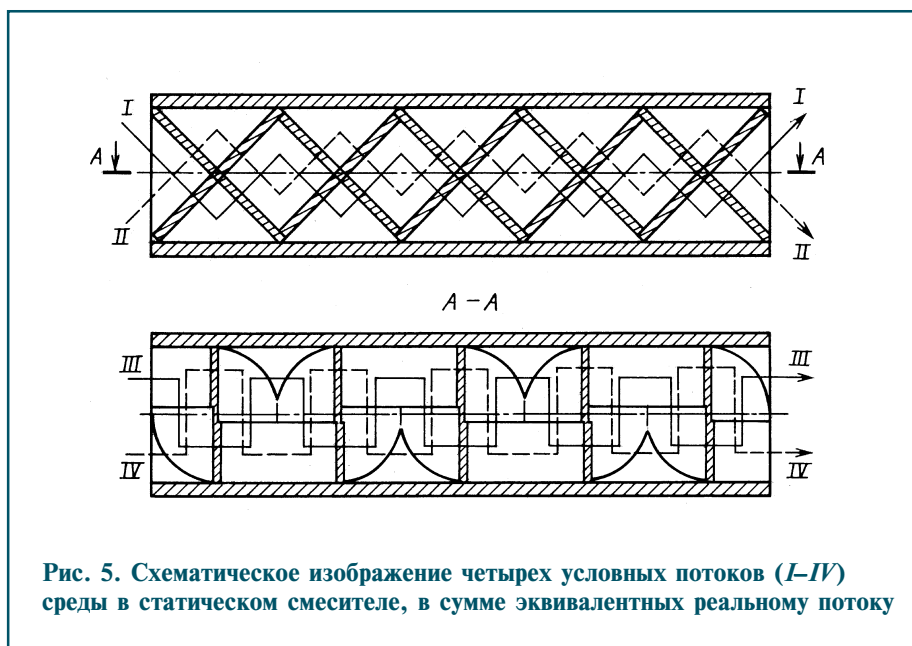 I
I
A
A
II
II
A – A
III
III
IV
IV
Рис. 5. Схематическое изображение четырех условных потоков (I–IV)
среды в статическом смесителе, в сумме эквивалентных реальному потоку